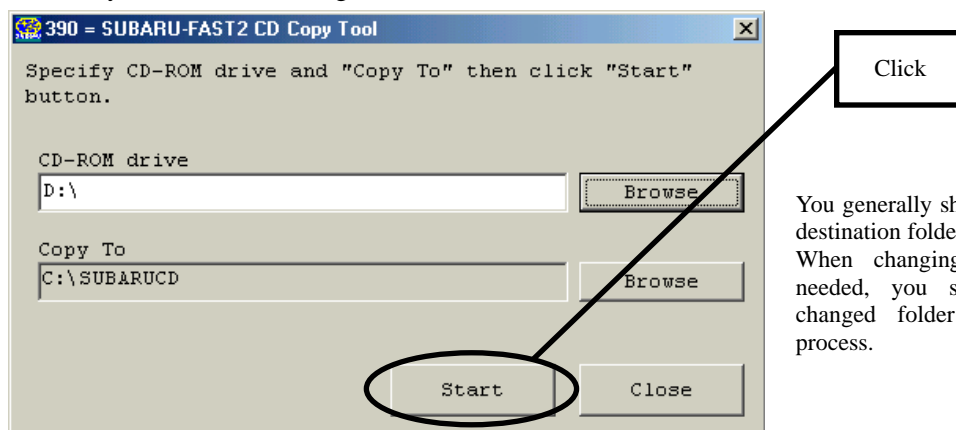 390 = SUBARU-FAST2 CD Copy Tool
Specify CD-ROM drive and "Copy To" then click "Start"
button.
CD-ROM drive
D:\
Browse
Copy To
C:\SUBARUCD
Browse
Start
Close
Click
You generally
destination
When changing
needed, you
changed folder
process.